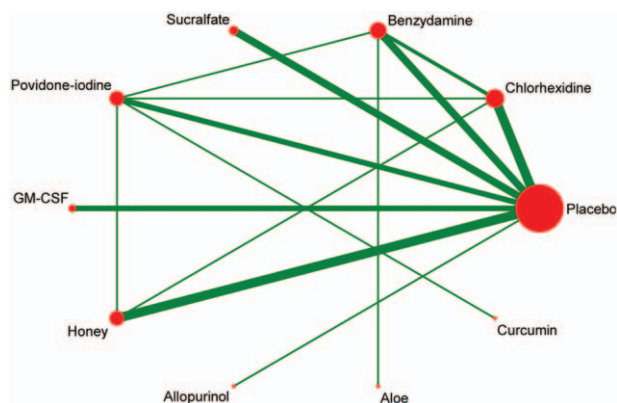 Sucralfate
Benzydamine
Povidone-iodine
Chlorhexidine
GM-CSF
Placebo
Honey
Curcumin
Allopurinol
Aloe